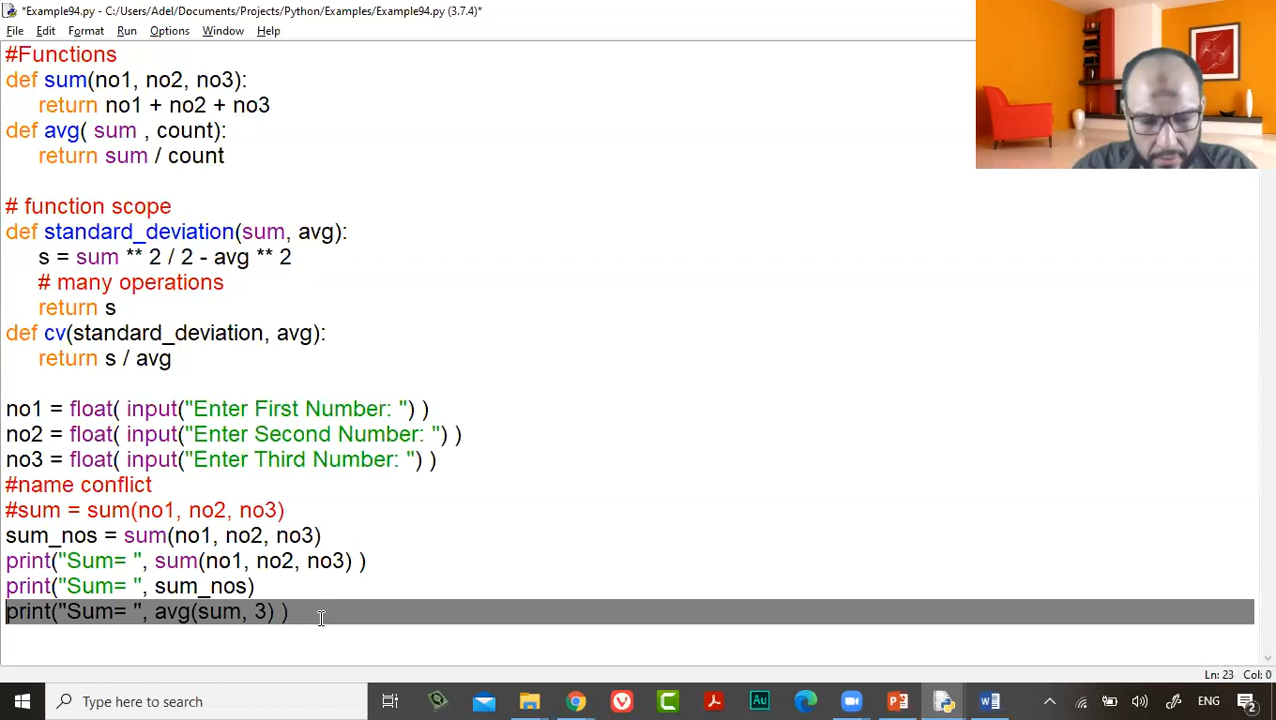 *Example94.py - C:/Users/Adel/Documents/Projects/Python/Examples/Example94.py (3.7.4)*
File Edit Format Run Options Window Help
#Functions
def sum(no1, no2, no3):
    return no1 + no2 + no3
def avg( sum , count):
    return sum / count
# function scope
def standard_deviation(sum, avg):
    s = sum ** 2 / 2 - avg ** 2
    # many operations
    return s
def cv(standard_deviation, avg):
    return s / avg
no1 = float( input("Enter First Number: ") )
no2 = float( input("Enter Second Number: ") )
no3 = float( input("Enter Third Number: ") )
#name conflict
#sum = sum(no1, no2, no3)
sum_nos = sum(no1, no2, no3)
print("Sum= ", sum(no1, no2, no3) )
print("Sum= ", sum_nos)
print("Sum= ", avg(sum, 3) )
Ln: 23 Col: 0
Type here to search
Au
ENG
2